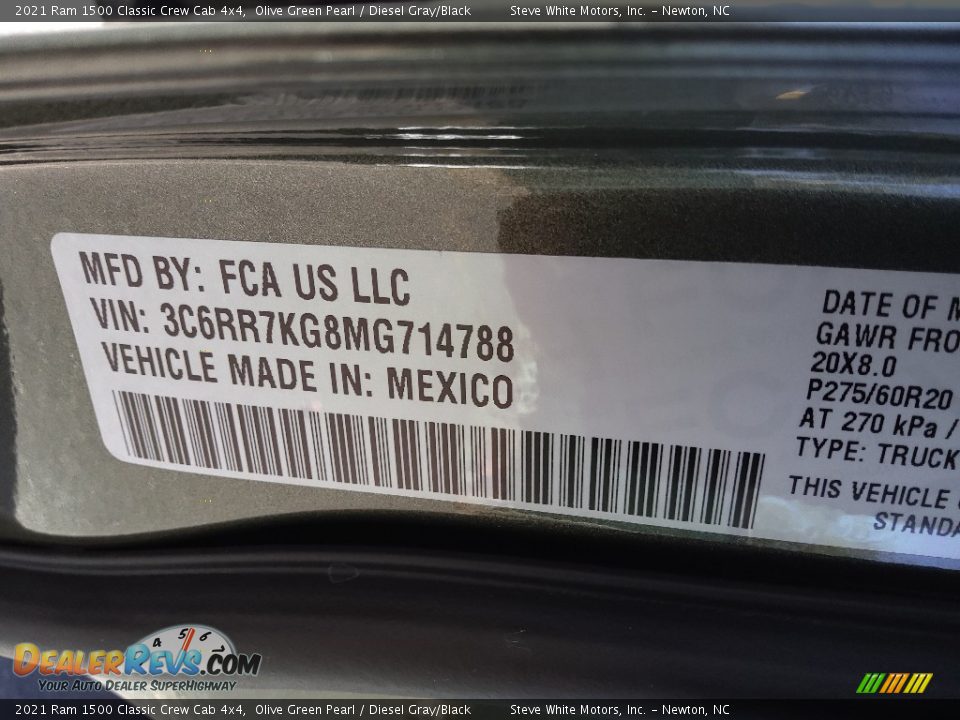 2021 Ram 1500 Classic Crew Cab 4x4, Olive Green Pearl / Diesel Gray/Black Steve White Motors, Inc. - Newton, NC
MFD BY: FCA US LLC
VIN: 3C6RR7KG8MG714788
VEHICLE MADE IN: MEXICO
DATE OF M
GAWR FRO
20X8.0
P275/60R20
AT 270 kPa /
TYPE: TRUCK
THIS VEHICLE
STANDA
4 5 6
DealerRevs.com
Your Auto Dealer SuperHighway
2021 Ram 1500 Classic Crew Cab 4x4, Olive Green Pearl / Diesel Gray/Black Steve White Motors, Inc. - Newton, NC